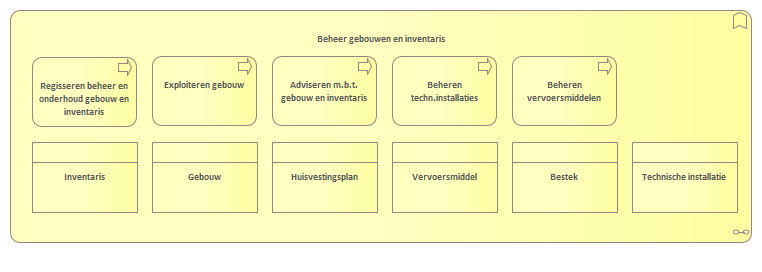 Beheer gebouwen en inventaris
Regisseren beheer en
onderhoud gebouw en
inventaris
Exploiteren gebouw
Adviseren m.b.t.
gebouw en inventaris
Beheren
techn.installaties
Beheren
vervoersmiddelen
Inventaris
Gebouw
Huisvestingsplan
Vervoersmiddel
Bestek
Technische installatie